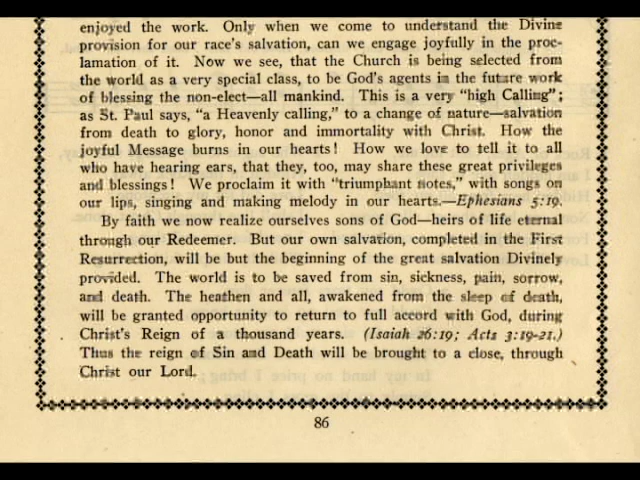 enjoyed the work. Only when we come to understand the Divine
provision for our race's salvation, can we engage joyfully in the proc-
lamation of it. Now we see, that the Church is being selected from
the world as a very special class, to be God's agents in the future work
of blessing the non-elect—all mankind. This is a very "high Calling";
as St. Paul says, "a Heavenly calling," to a change of nature—salvation
from death to glory, honor and immortality with Christ. How the
joyful Message burns in our hearts! How we love to tell it to all
who have hearing ears, that they, too, may share these great privileges
and blessings! We proclaim it with "triumphant notes," with songs on
our lips, singing and making melody in our hearts.—Ephesians 5:19.
By faith we now realize ourselves sons of God—heirs of life eternal
through our Redeemer. But our own salvation, completed in the First
Resurrection, will be but the beginning of the great salvation Divinely
provided. The world is to be saved from sin, sickness, pain, sorrow,
and death. The heathen and all, awakened from the sleep of death,
will be granted opportunity to return to full accord with God, during
Christ's Reign of a thousand years. (Isaiah 26:19; Acts 3:19-21.)
Thus the reign of Sin and Death will be brought to a close, through
Christ our Lord.
86